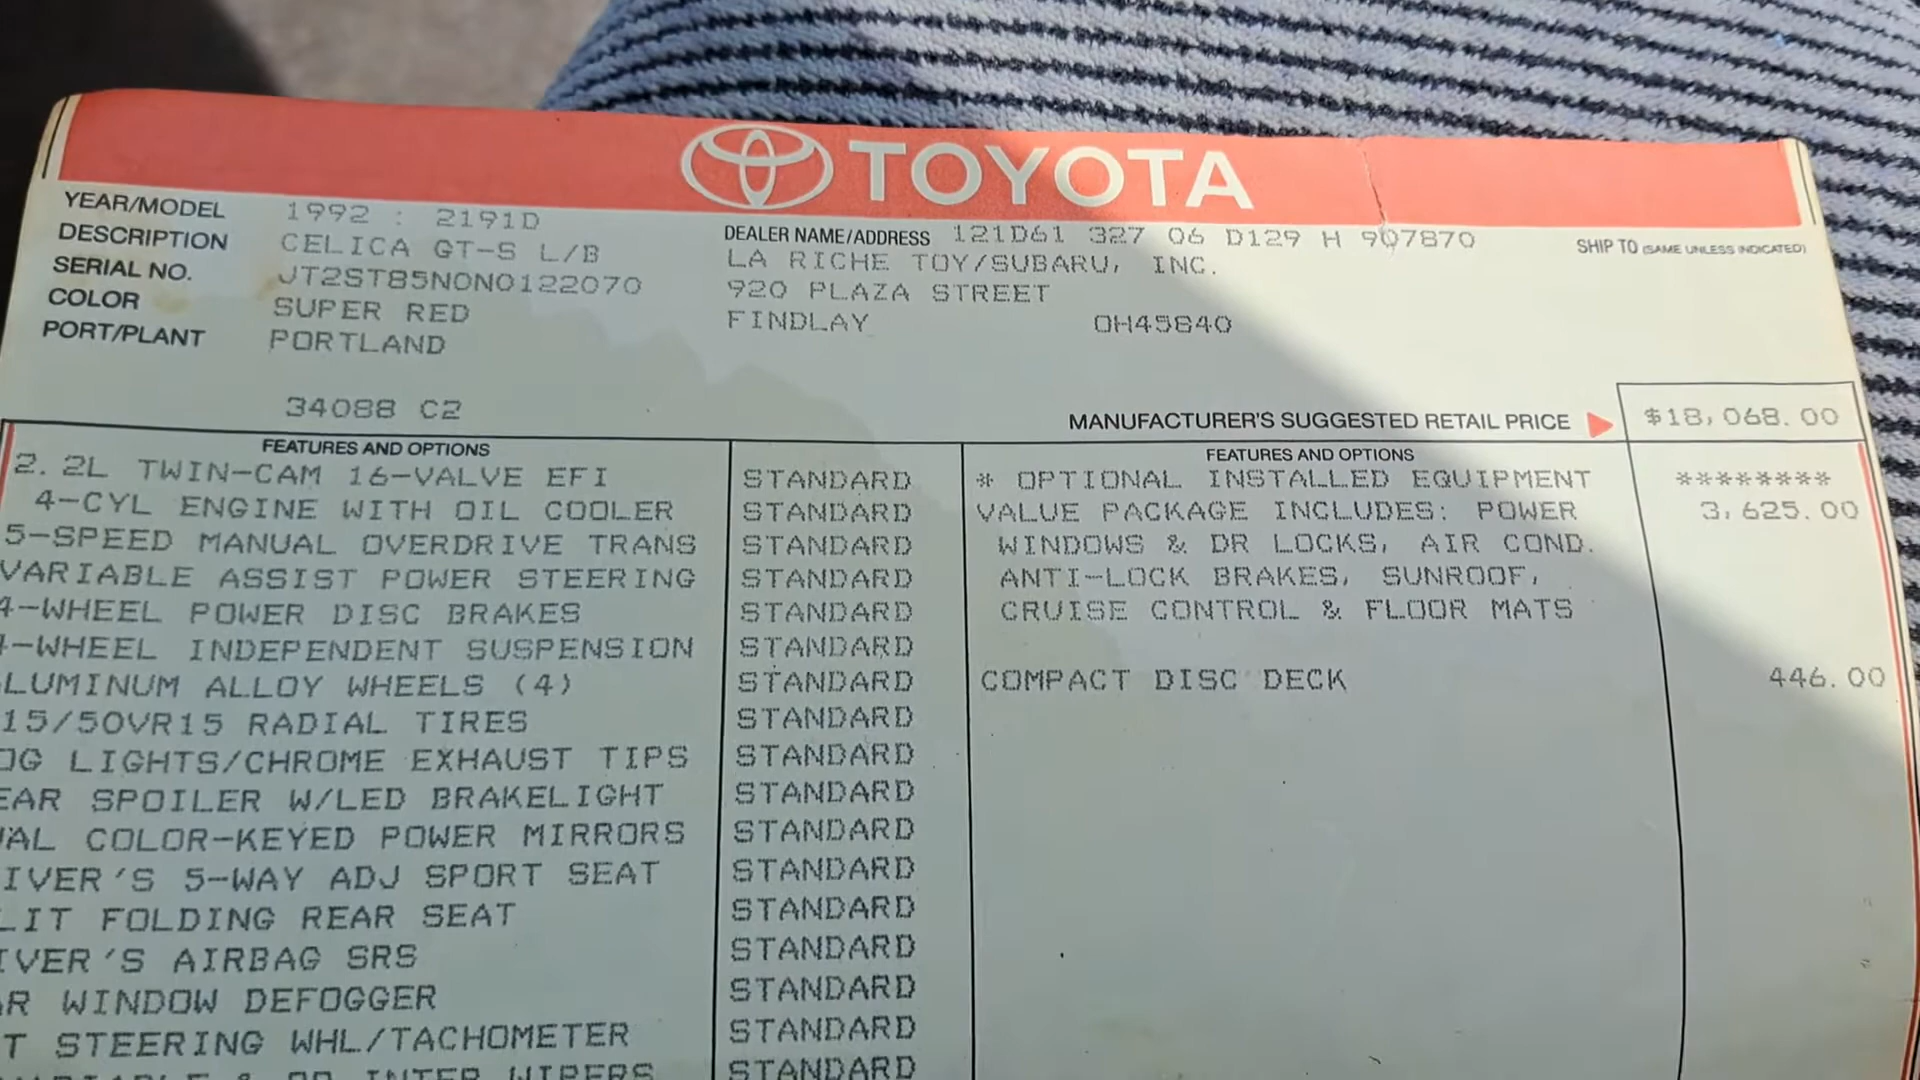 TOYOTA
YEAR/MODEL 1992 : 2191D
DESCRIPTION CELICA GT-S L/B
SERIAL NO. JT2ST85N0N0122070
COLOR SUPER RED
PORT/PLANT PORTLAND
34088 C2
DEALER NAME/ADDRESS 121D61 327 06 D129 H 907870
LA RICHE TOY/SUBARU, INC.
920 PLAZA STREET
FINDLAY OH45840
SHIP TO (SAME UNLESS INDICATED)
MANUFACTURER'S SUGGESTED RETAIL PRICE $18,068.00
FEATURES AND OPTIONS
2.2L TWIN-CAM 16-VALVE EFI STANDARD
4-CYL ENGINE WITH OIL COOLER STANDARD
5-SPEED MANUAL OVERDRIVE TRANS STANDARD
VARIABLE ASSIST POWER STEERING STANDARD
4-WHEEL POWER DISC BRAKES STANDARD
4-WHEEL INDEPENDENT SUSPENSION STANDARD
LUMINUM ALLOY WHEELS (4) STANDARD
15/50VR15 RADIAL TIRES STANDARD
OG LIGHTS/CHROME EXHAUST TIPS STANDARD
EAR SPOILER W/LED BRAKELIGHT STANDARD
UAL COLOR-KEYED POWER MIRRORS STANDARD
IVER'S 5-WAY ADJ SPORT SEAT STANDARD
LIT FOLDING REAR SEAT STANDARD
IVER'S AIRBAG SRS STANDARD
AR WINDOW DEFOGGER STANDARD
T STEERING WHL/TACHOMETER STANDARD
INTER WIPERS STANDARD
FEATURES AND OPTIONS
* OPTIONAL INSTALLED EQUIPMENT ********
VALUE PACKAGE INCLUDES: POWER 3,625.00
WINDOWS & DR LOCKS, AIR COND.
ANTI-LOCK BRAKES, SUNROOF,
CRUISE CONTROL & FLOOR MATS
COMPACT DISC DECK 446.00